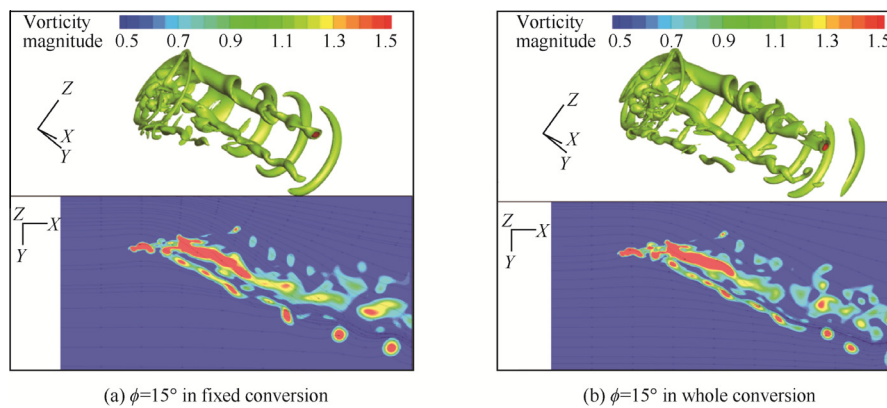 Vorticity
magnitude
0.5 0.7 0.9 1.1 1.3 1.5
Z
X
Y
Z
X
Y
(a) ϕ=15° in fixed conversion
Vorticity
magnitude
0.5 0.7 0.9 1.1 1.3 1.5
Z
X
Y
Z
X
Y
(b) ϕ=15° in whole conversion